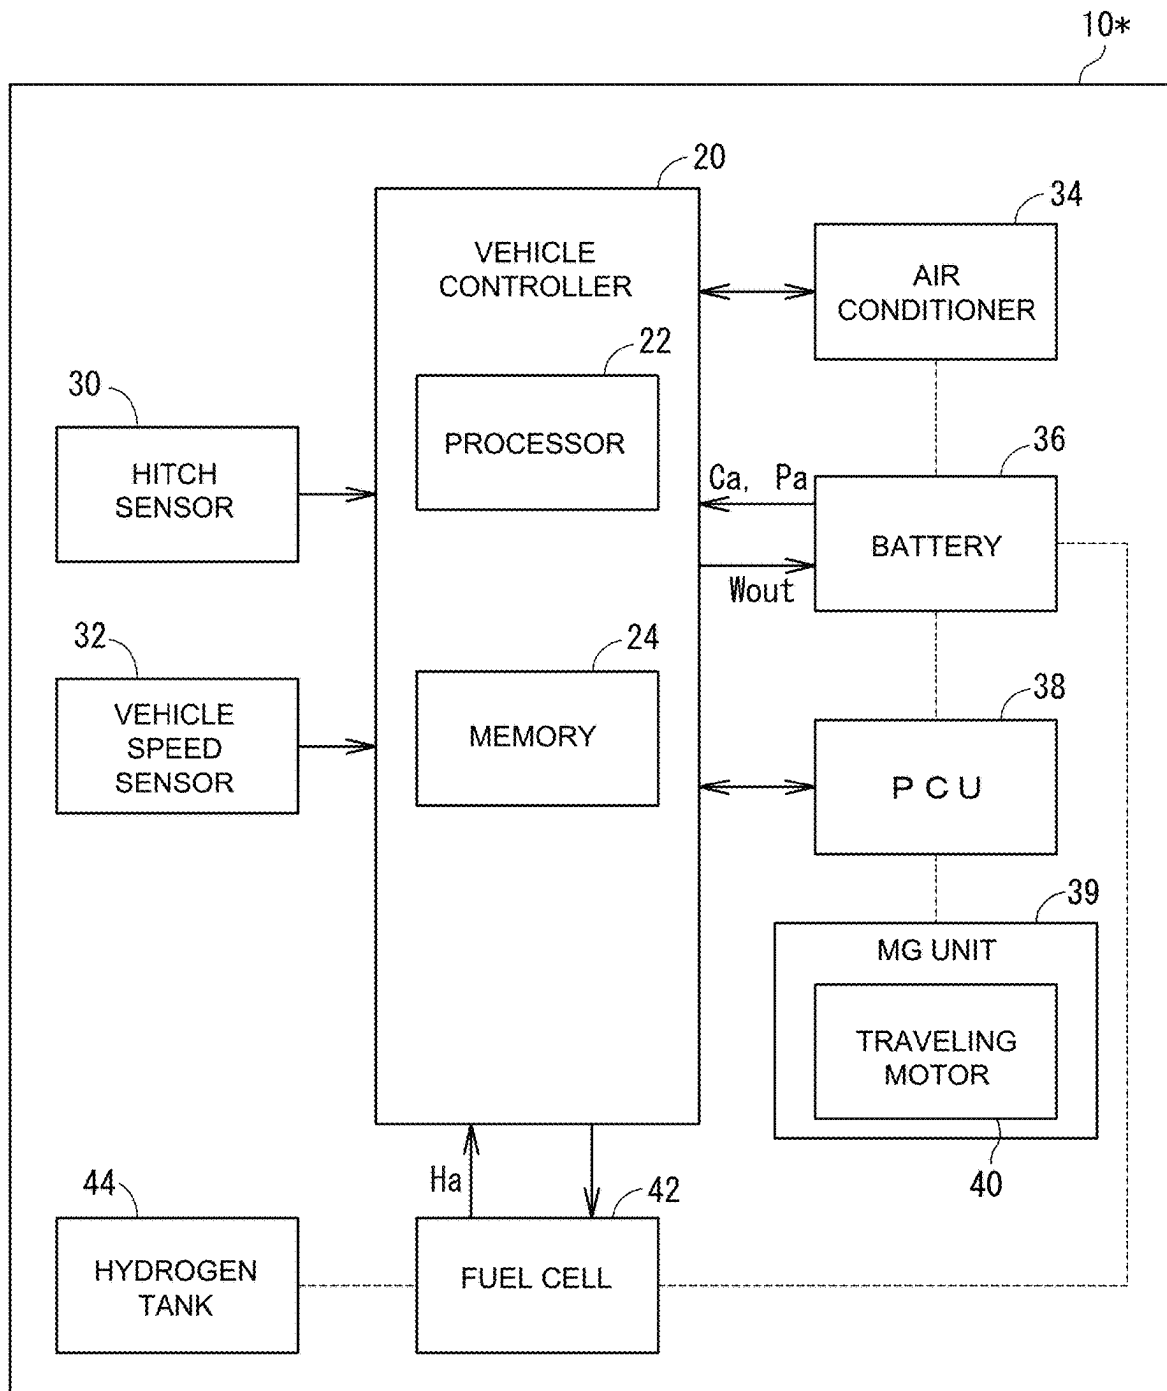 10*
20
34
VEHICLE
CONTROLLER
AIR
CONDITIONER
22
30
PROCESSOR
36
HITCH
SENSOR
Ca, Pa
BATTERY
Wout
32
24
38
VEHICLE
SPEED
SENSOR
MEMORY
P C U
39
MG UNIT
TRAVELING
MOTOR
40
44
Ha
42
HYDROGEN
TANK
FUEL CELL